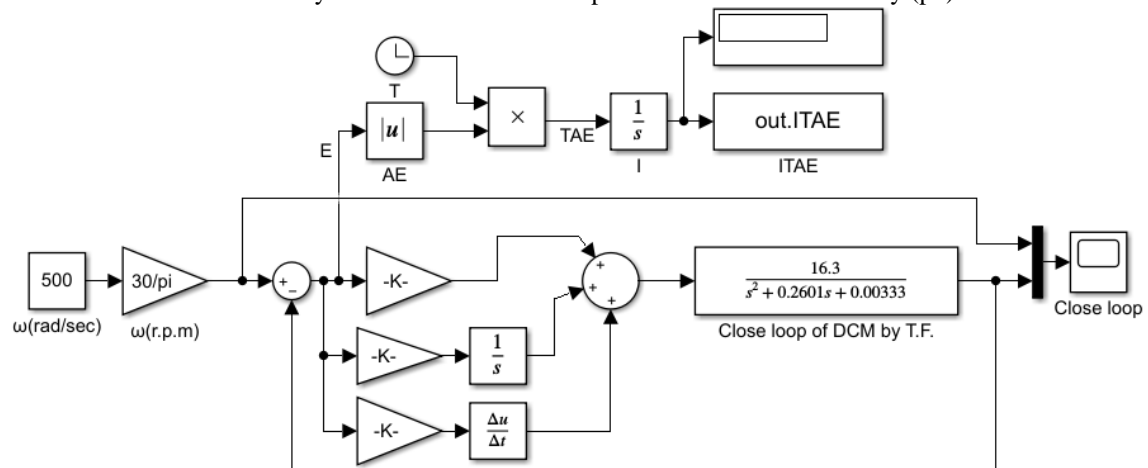 T
|u|
AE
×
TAE
1
s
I
out.ITAE
ITAE
E
500
ω(rad/sec)
30/pi
ω(r.p.m)
+
−
-K-
-K-
1
s
-K-
Δu
Δt
+
+
+
16.3
s² + 0.2601s + 0.00333
Close loop of DCM by T.F.
Close loop